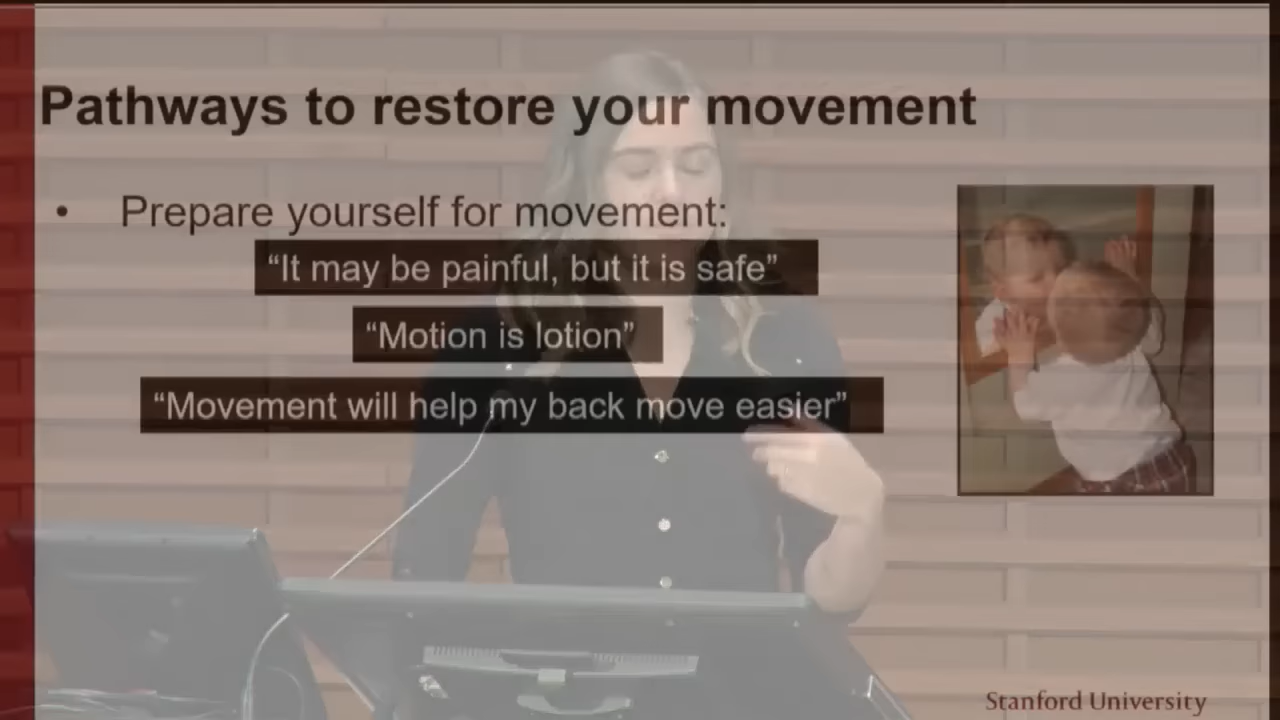 Pathways to restore your movement
• Prepare yourself for movement:
“It may be painful, but it is safe”
“Motion is lotion”
“Movement will help my back move easier”
Stanford University